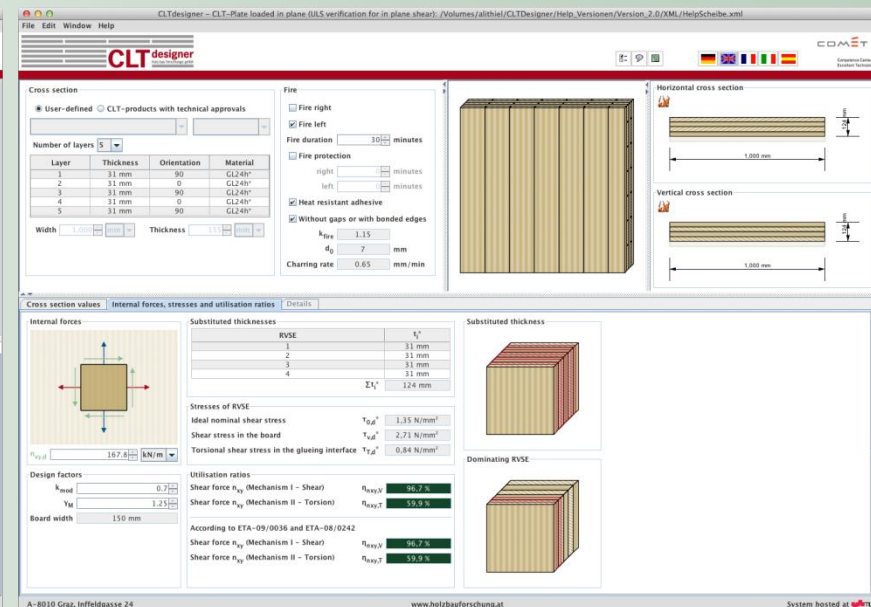 CLTdesigner – CLT-Plate loaded in plane (ULS verification for in plane shear): /Volumes/alithiel/CLTDesigner/Help_Versionen/Version_2.0/XML/HelpScheibe.xml
File Edit Window Help
CLTdesigner
COMET
Cross section
User-defined CLT-products with technical approvals
Number of layers 5
Layer Thickness Orientation Material
1 31 mm 90 GL24h*
2 31 mm 0 GL24h*
3 31 mm 90 GL24h*
4 31 mm 0 GL24h*
5 31 mm 90 GL24h*
Width 1,000 mm Thickness 155 mm
Fire
Fire right
Fire left
Fire duration 30 minutes
Fire protection
right 0 minutes
left 0 minutes
Heat resistant adhesive
Without gaps or with bonded edges
kfire 1.15
d0 7 mm
Charring rate 0.65 mm/min
Horizontal cross section
124 mm
1,000 mm
Vertical cross section
124 mm
1,000 mm
Cross section values Internal forces, stresses and utilisation ratios Details
Internal forces
nxy,d 167.8 kN/m
Design factors
kmod 0.7
γM 1.25
Board width 150 mm
Substituted thicknesses
RVSE ti*
1 31 mm
2 31 mm
3 31 mm
4 31 mm
Σti* 124 mm
Stresses of RVSE
Ideal nominal shear stress τ0,d* 1,35 N/mm²
Shear stress in the board τv,d* 2,71 N/mm²
Torsional shear stress in the glueing interface τT,d* 0,84 N/mm²
Utilisation ratios
Shear force nxy (Mechanism I – Shear) ηnxy,V 96,7 %
Shear force nxy (Mechanism II – Torsion) ηnxy,T 59,9 %
According to ETA-09/0036 and ETA-08/0242
Shear force nxy (Mechanism I – Shear) ηnxy,V 96,7 %
Shear force nxy (Mechanism II – Torsion) ηnxy,T 59,9 %
Substituted thickness
Dominating RVSE
A-8010 Graz, Inffeldgasse 24
www.holzbauforschung.at
System hosted at